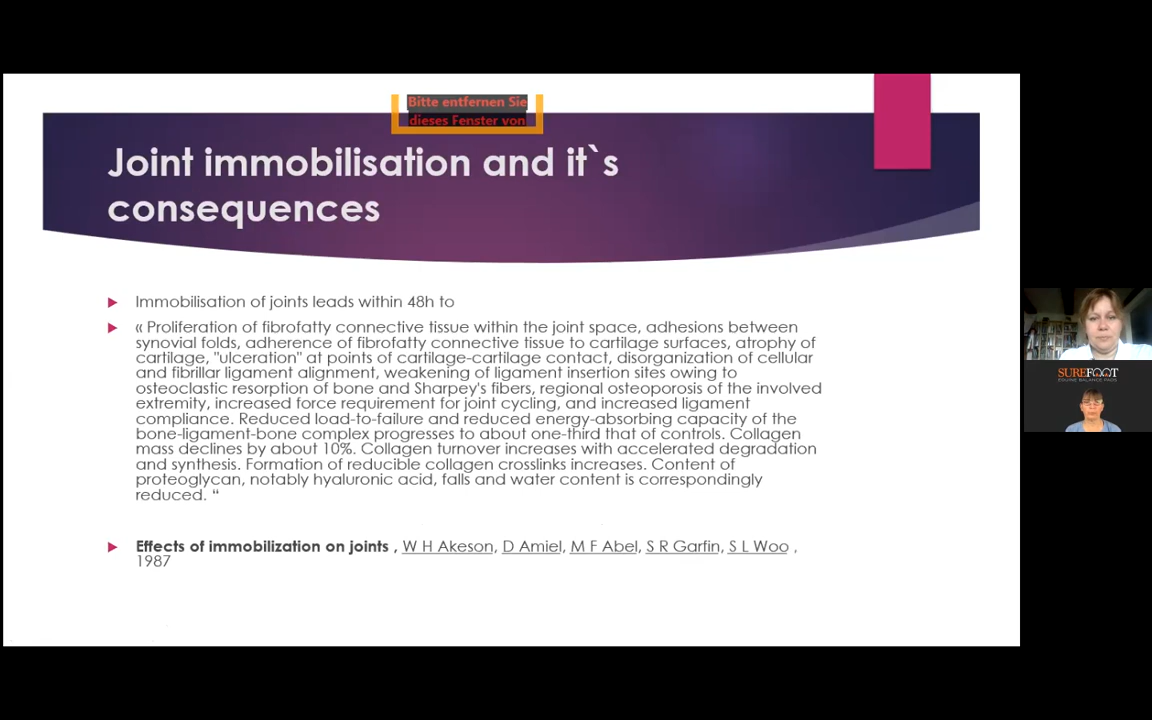 Bitte entfernen Sie
dieses Fenster von
Joint immobilisation and it`s
consequences
Immobilisation of joints leads within 48h to
« Proliferation of fibrofatty connective tissue within the joint space, adhesions between
synovial folds, adherence of fibrofatty connective tissue to cartilage surfaces, atrophy of
cartilage, "ulceration" at points of cartilage-cartilage contact, disorganization of cellular
and fibrillar ligament alignment, weakening of ligament insertion sites owing to
osteoclastic resorption of bone and Sharpey's fibers, regional osteoporosis of the involved
extremity, increased force requirement for joint cycling, and increased ligament
compliance. Reduced load-to-failure and reduced energy-absorbing capacity of the
bone-ligament-bone complex progresses to about one-third that of controls. Collagen
mass declines by about 10%. Collagen turnover increases with accelerated degradation
and synthesis. Formation of reducible collagen crosslinks increases. Content of
proteoglycan, notably hyaluronic acid, falls and water content is correspondingly
reduced. “
Effects of immobilization on joints , W H Akeson, D Amiel, M F Abel, S R Garfin, S L Woo ,
1987
SUREFOOT
EQUINE BALANCE PADS